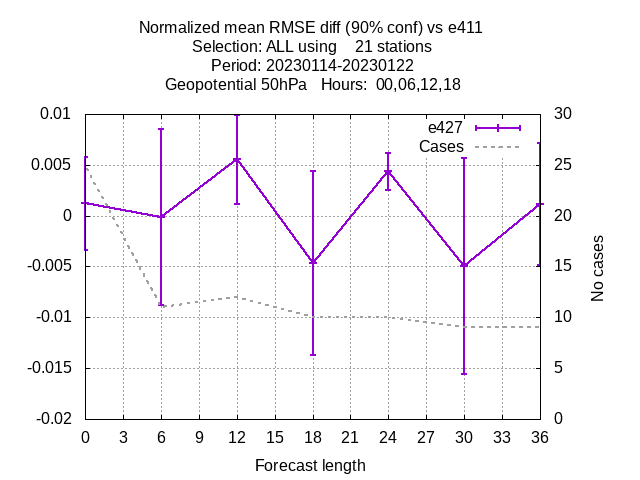 Normalized mean RMSE diff (90% conf) vs e411
Selection: ALL using    21 stations
Period: 20230114-20230122
Geopotential 50hPa   Hours:  00,06,12,18
0.01
0.005
0
-0.005
-0.01
-0.015
-0.02
e427
Cases
30
25
20
15
10
5
0
No cases
0 3 6 9 12 15 18 21 24 27 30 33 36
Forecast length